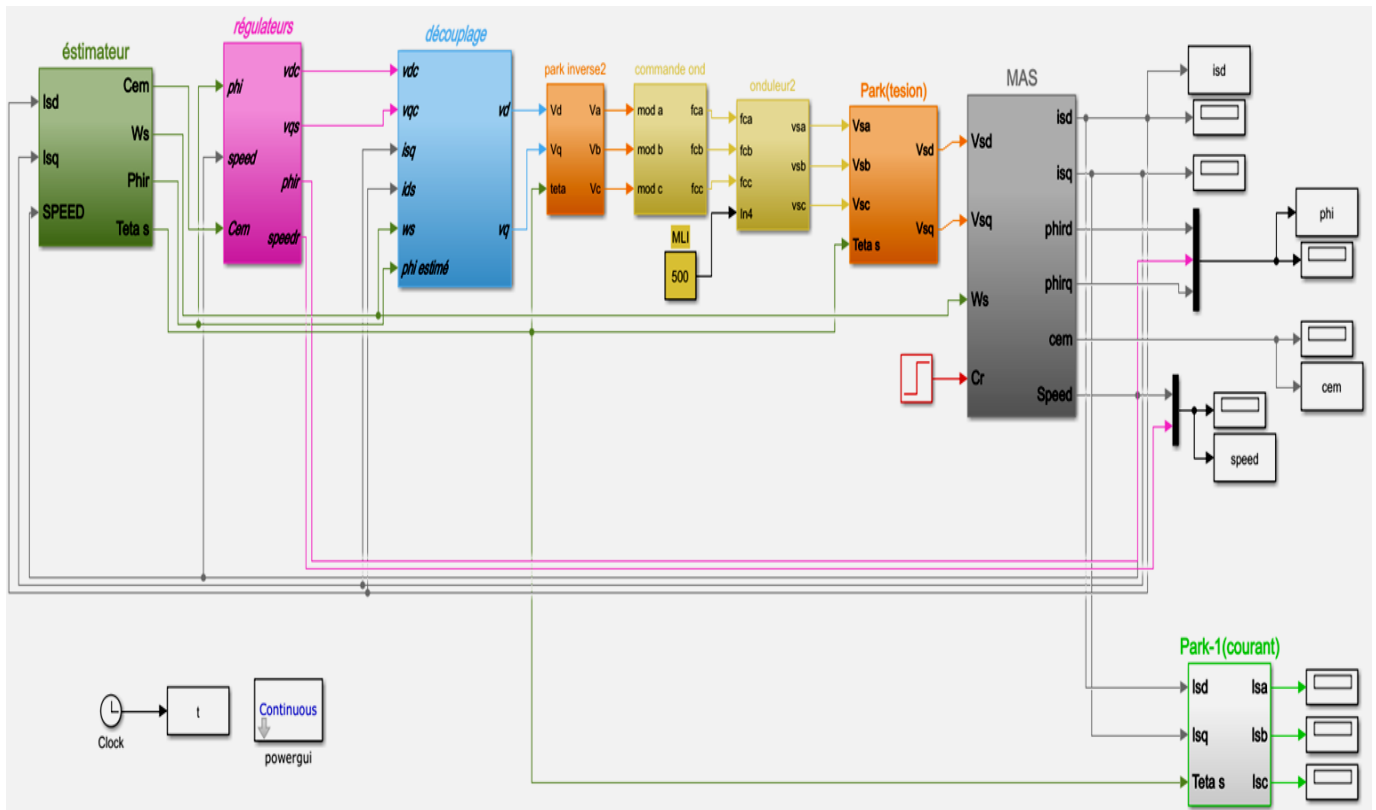 éstimateur
Isd
Isq
SPEED
Cem
Ws
Phir
Teta s
régulateurs
phi
speed
Cem
vdc
vqs
phir
speedr
découplage
vdc
vqc
isq
ids
ws
phi estimé
vd
vq
park inverse2
Vd
Vq
teta
Va
Vb
Vc
commande ond
mod a
mod b
mod c
fca
fcb
fcc
MLI
500
onduleur2
fca
fcb
fcc
In4
vsa
vsb
vsc
Park(tesion)
Vsa
Vsb
Vsc
Teta s
Vsd
Vsq
MAS
Vsd
Vsq
Ws
Cr
isd
isq
phird
phirq
cem
Speed
isd
phi
cem
speed
Clock
t
Continuous
powergui
Park-1(courant)
Isd
Isq
Teta s
Isa
Isb
Isc